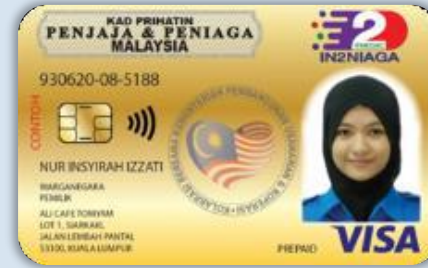 KAD PRIHATIN
PENJAJA & PENIAGA
MALAYSIA
2
IN2NIAGA
930620-08-5188
CONTOH
NUR INSYIRAH IZZATI
WARGANEGARA
PEMILIK
ALI CAFE TOMYAM
LOT 1,
JALAN LEMBAH PANTAI,
KUALA LUMPUR
PREPAID
VISA